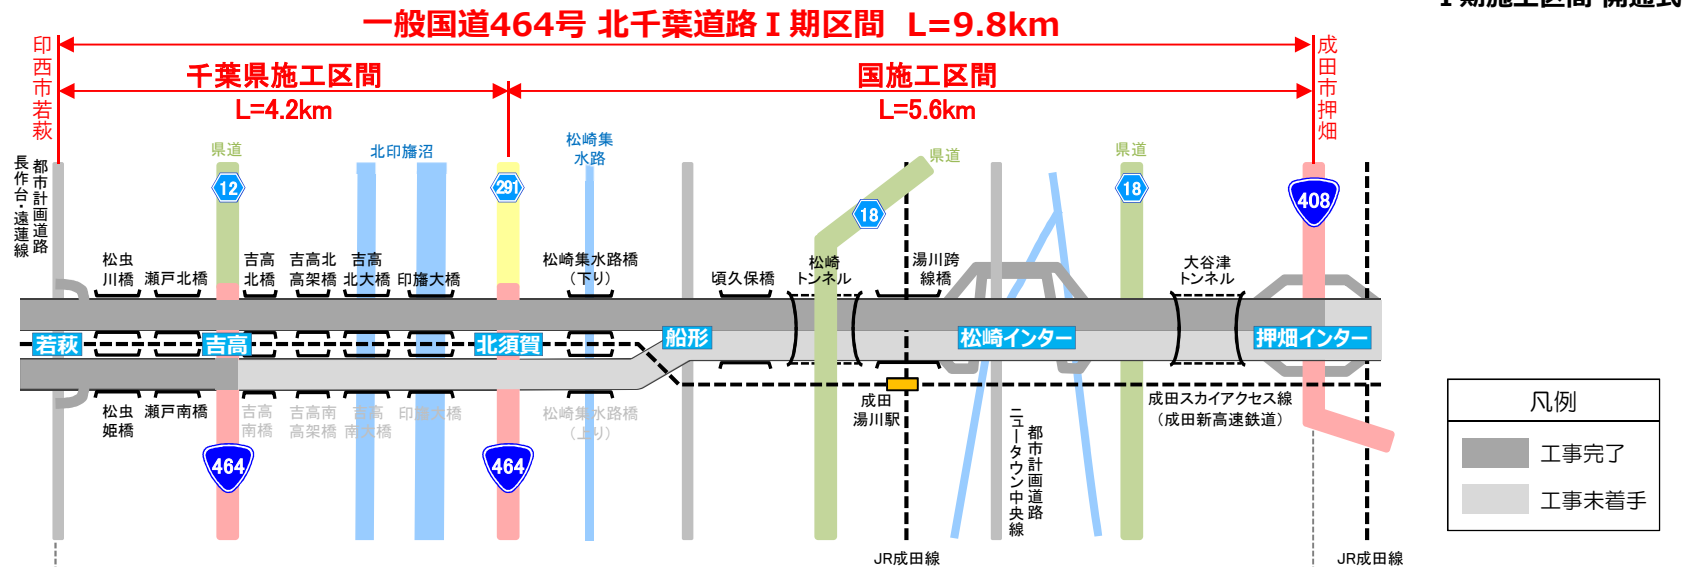 Ⅰ期施工区間 開通式
一般国道464号 北千葉道路Ⅰ期区間 L=9.8km
印西市若萩
成田市押畑
千葉県施工区間
L=4.2km
国施工区間
L=5.6km
都市計画道路
長作台・遠蓮線
県道
12
北印旛沼
291
松崎集
水路
県道
18
県道
18
408
松虫
川橋
瀬戸北橋
吉高
北橋
吉高北
高架橋
吉高
北大橋
印旛大橋
松崎集水路橋
（下り）
頃久保橋
松崎
トンネル
湯川跨
線橋
大谷津
トンネル
若萩
吉高
北須賀
船形
松崎インター
押畑インター
松虫
姫橋
瀬戸南橋
吉高
南橋
吉高南
高架橋
吉高
南大橋
印旛大橋
松崎集水路橋
（上り）
成田
湯川駅
都市計画道路
ニュータウン中央線
成田スカイアクセス線
（成田新高速鉄道）
464
464
JR成田線
JR成田線
凡例
工事完了
工事未着手